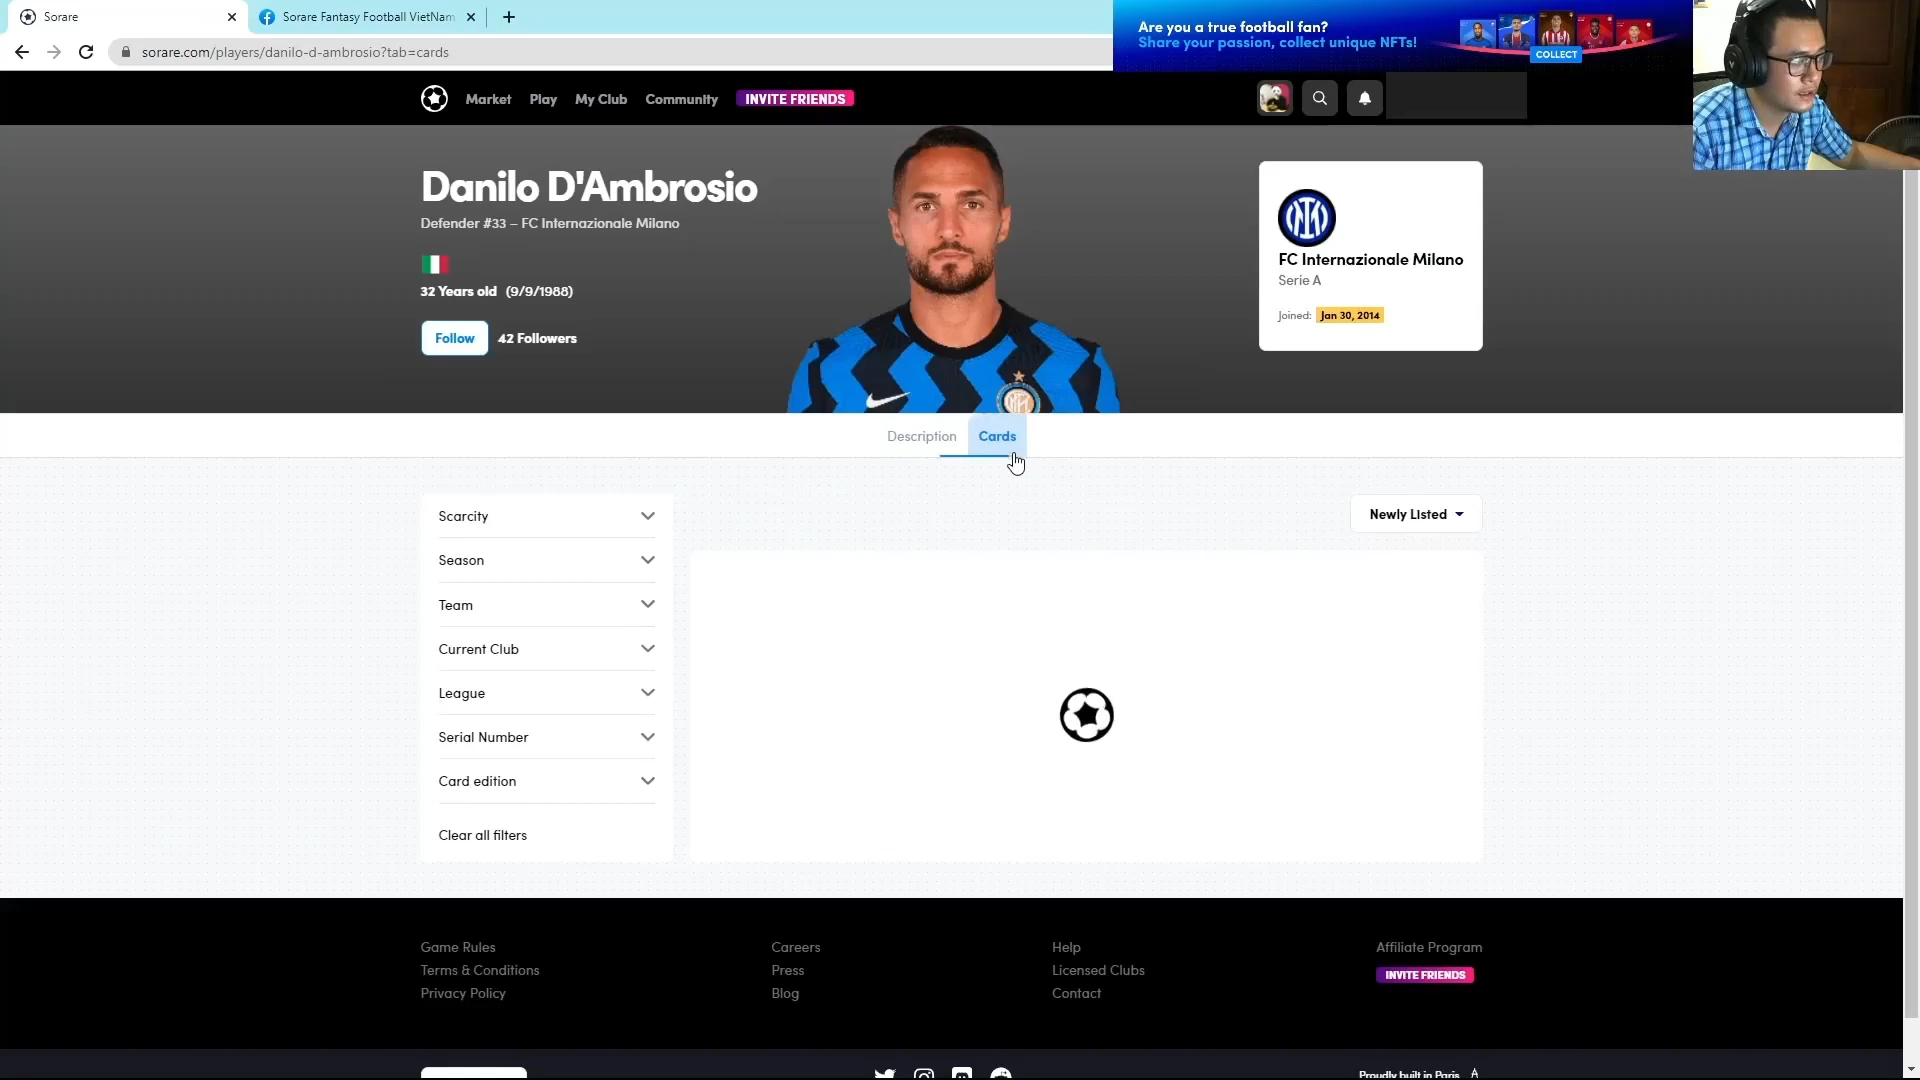 Sorare
Sorare Fantasy Football VietNam
sorare.com/players/danilo-d-ambrosio?tab=cards
Are you a true football fan?
Share your passion, collect unique NFTs!
COLLECT
Market
Play
My Club
Community
INVITE FRIENDS
Danilo D'Ambrosio
Defender #33 – FC Internazionale Milano
32 Years old (9/9/1988)
Follow
42 Followers
FC Internazionale Milano
Serie A
Joined: Jan 30, 2014
Description
Cards
Scarcity
Season
Team
Current Club
League
Serial Number
Card edition
Clear all filters
Newly Listed
Game Rules
Terms & Conditions
Privacy Policy
Careers
Press
Blog
Help
Licensed Clubs
Contact
Affiliate Program
INVITE FRIENDS
Proudly built in Paris